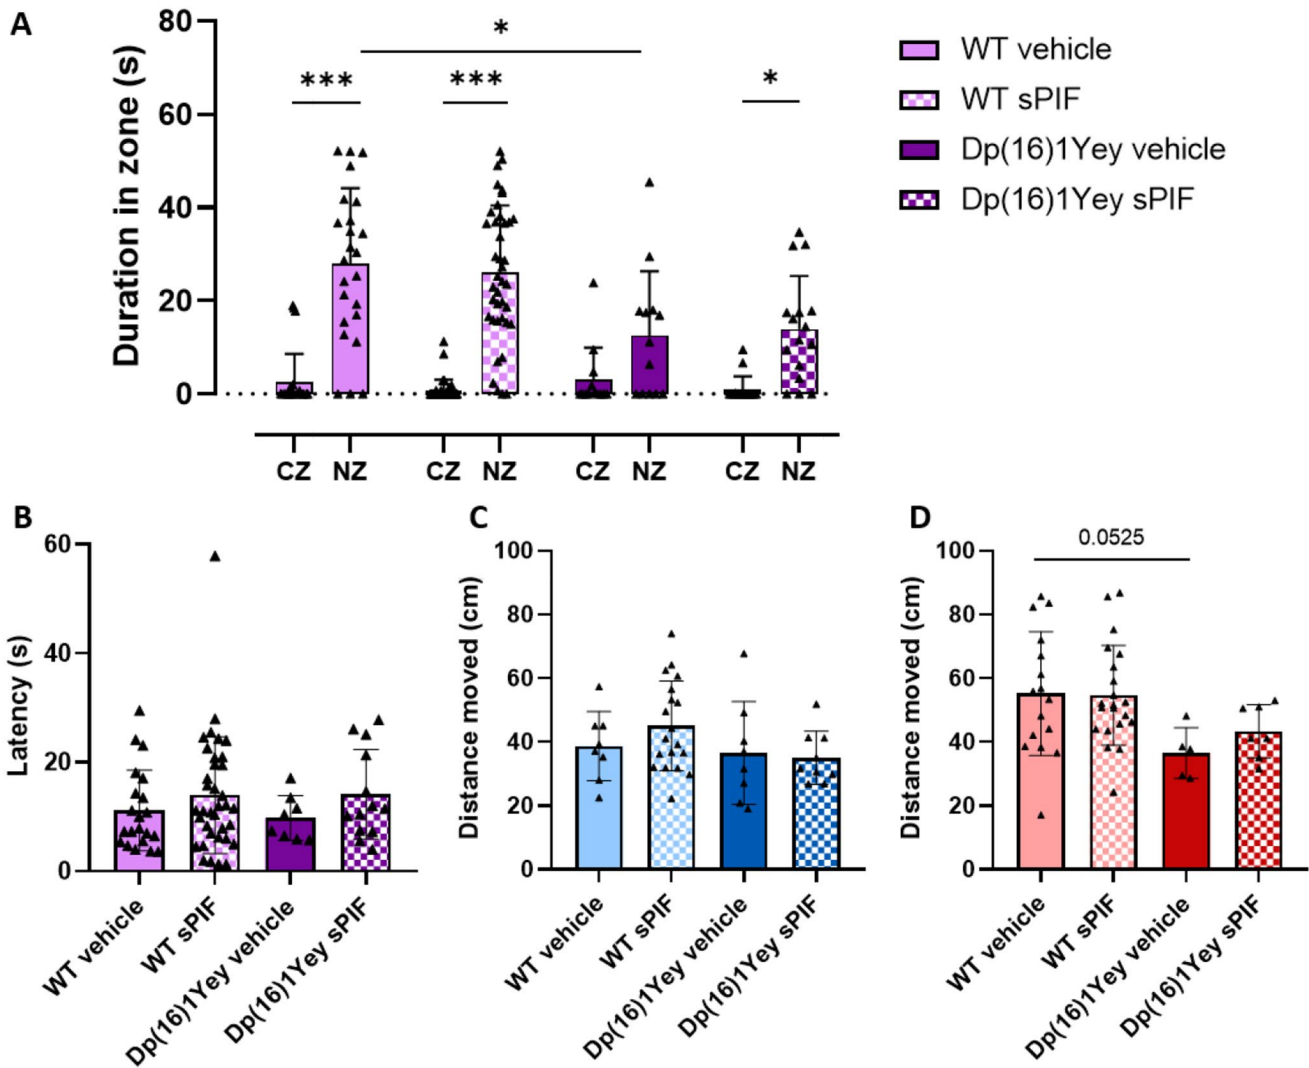 A
Duration in zone (s)
80
60
40
20
0
*
***
***
*
CZ NZ CZ NZ CZ NZ CZ NZ
WT vehicle
WT sPIF
Dp(16)1Yey vehicle
Dp(16)1Yey sPIF
B
Latency (s)
60
40
20
0
WT vehicle
WT sPIF
Dp(16)1Yey vehicle
Dp(16)1Yey sPIF
C
Distance moved (cm)
100
80
60
40
20
0
WT vehicle
WT sPIF
Dp(16)1Yey vehicle
Dp(16)1Yey sPIF
D
Distance moved (cm)
100
80
60
40
20
0
0.0525
WT vehicle
WT sPIF
Dp(16)1Yey vehicle
Dp(16)1Yey sPIF